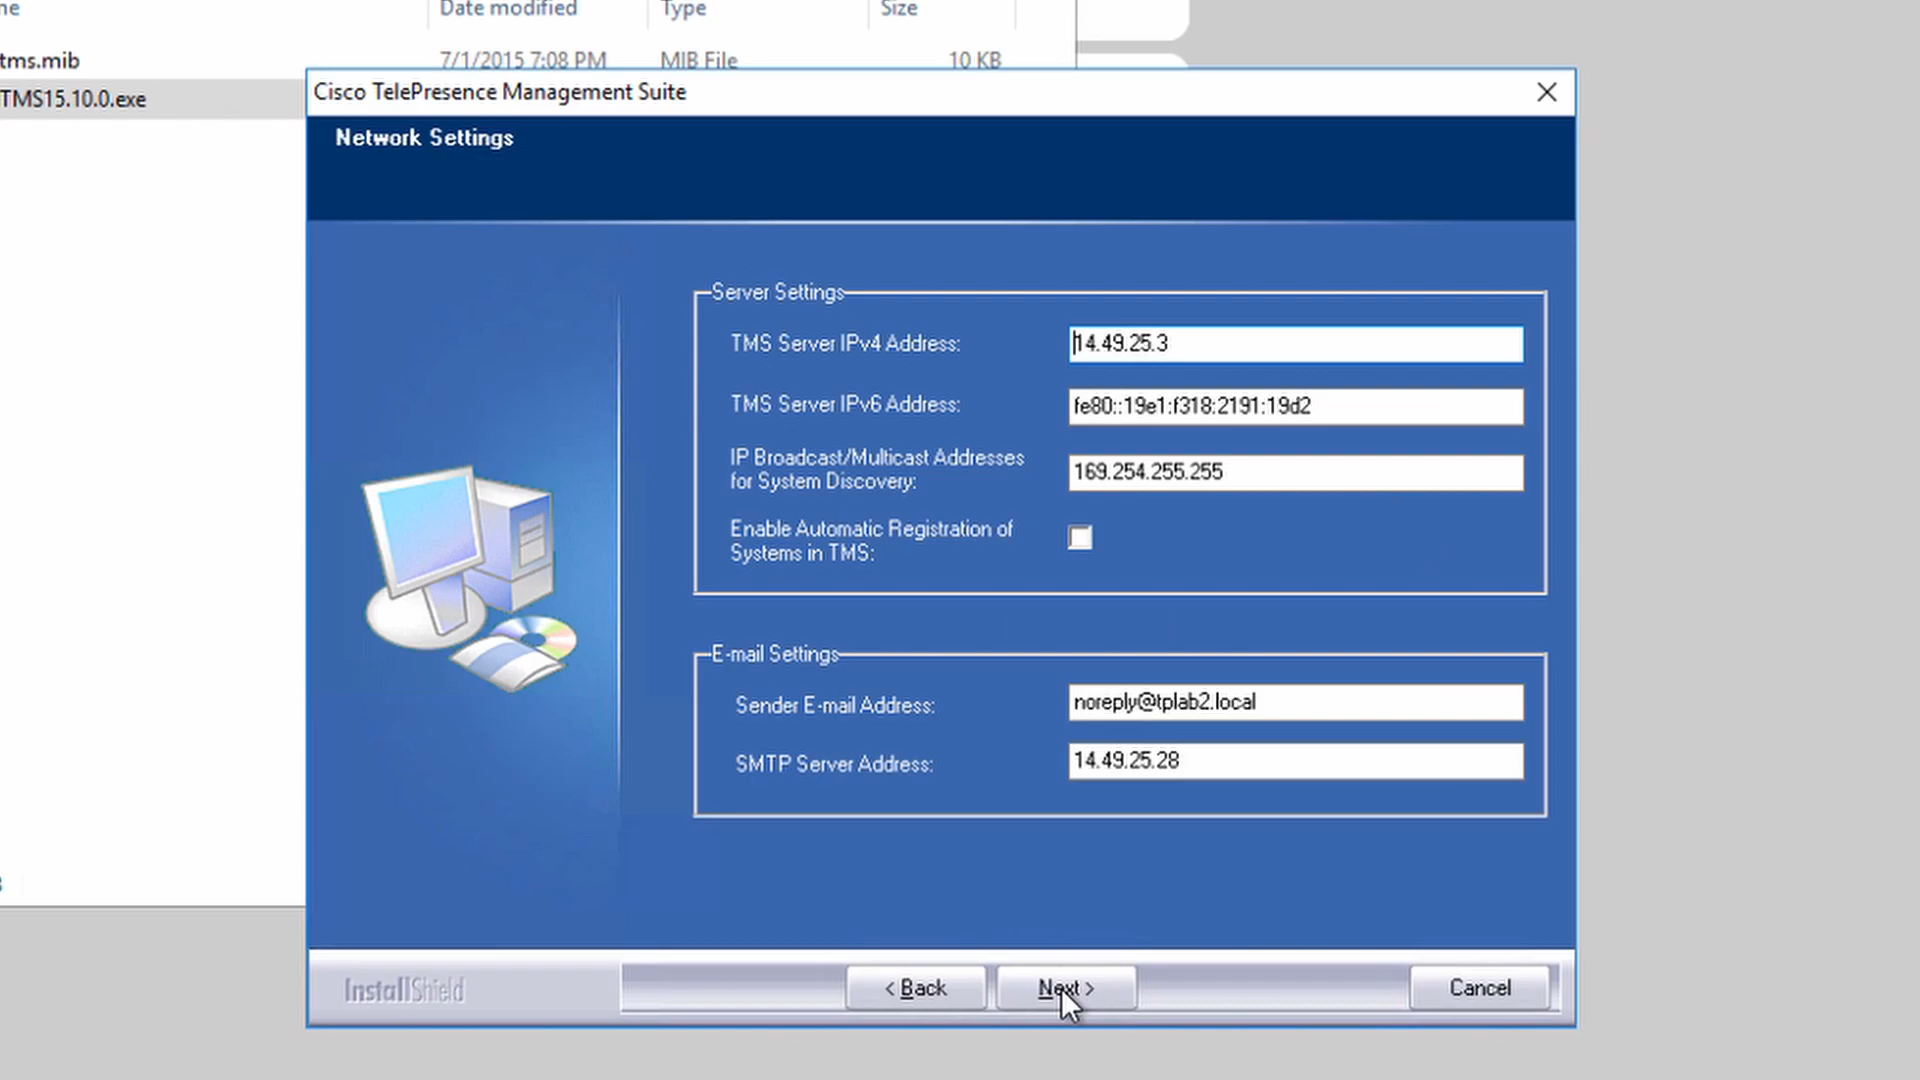 Date modified
Type
Size
tms.mib
7/1/2015 7:08 PM
MIB File
10 KB
TMS15.10.0.exe
Cisco TelePresence Management Suite
Network Settings
Server Settings
TMS Server IPv4 Address:
14.49.25.3
TMS Server IPv6 Address:
fe80::19e1:f318:2191:19d2
IP Broadcast/Multicast Addresses
for System Discovery:
169.254.255.255
Enable Automatic Registration of
Systems in TMS:
E-mail Settings
Sender E-mail Address:
noreply@tplab2.local
SMTP Server Address:
14.49.25.28
InstallShield
< Back
Next >
Cancel